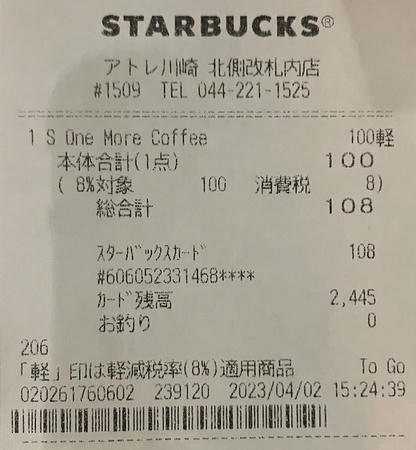 STARBUCKS®
アトレ川崎 北側改札内店
#1509 TEL 044-221-1525
1 S One More Coffee 100軽
本体合計(1点) 100
( 8%対象 100 消費税 8)
総合計 108
ｽﾀｰﾊﾞｯｸｽｶｰﾄﾞ 108
#606052331468****
ｶｰﾄﾞ残高 2,445
お釣り 0
206
「軽」印は軽減税率(8%)適用商品 To Go
020261760602 239120 2023/04/02 15:24:39